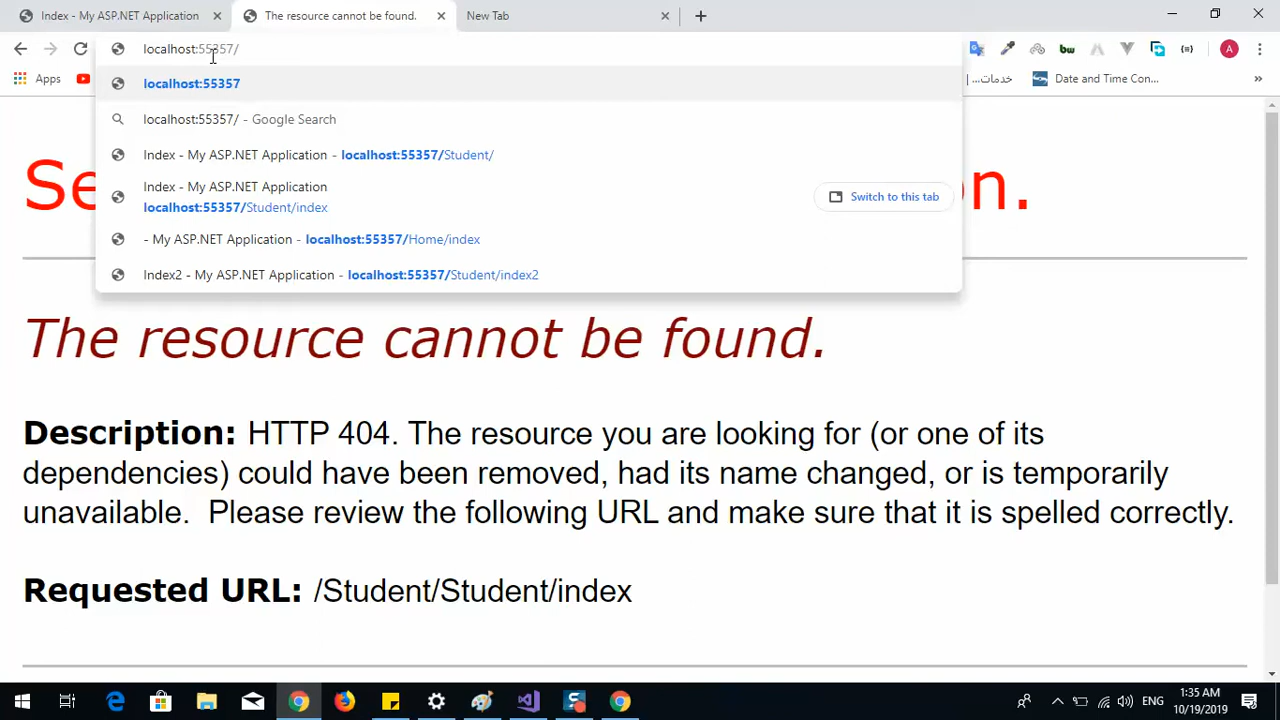 Index - My ASP.NET Application
The resource cannot be found.
New Tab
localhost:55357/
bw
A
Apps
خدمات...
Date and Time Con...
»
localhost:55357
localhost:55357/ - Google Search
Index - My ASP.NET Application - localhost:55357/Student/
Index - My ASP.NET Application
localhost:55357/Student/index
Switch to this tab
- My ASP.NET Application - localhost:55357/Home/index
Index2 - My ASP.NET Application - localhost:55357/Student/index2
The resource cannot be found.
Description: HTTP 404. The resource you are looking for (or one of its
dependencies) could have been removed, had its name changed, or is temporarily
unavailable. Please review the following URL and make sure that it is spelled correctly.
Requested URL: /Student/Student/index
ENG
1:35 AM
10/19/2019